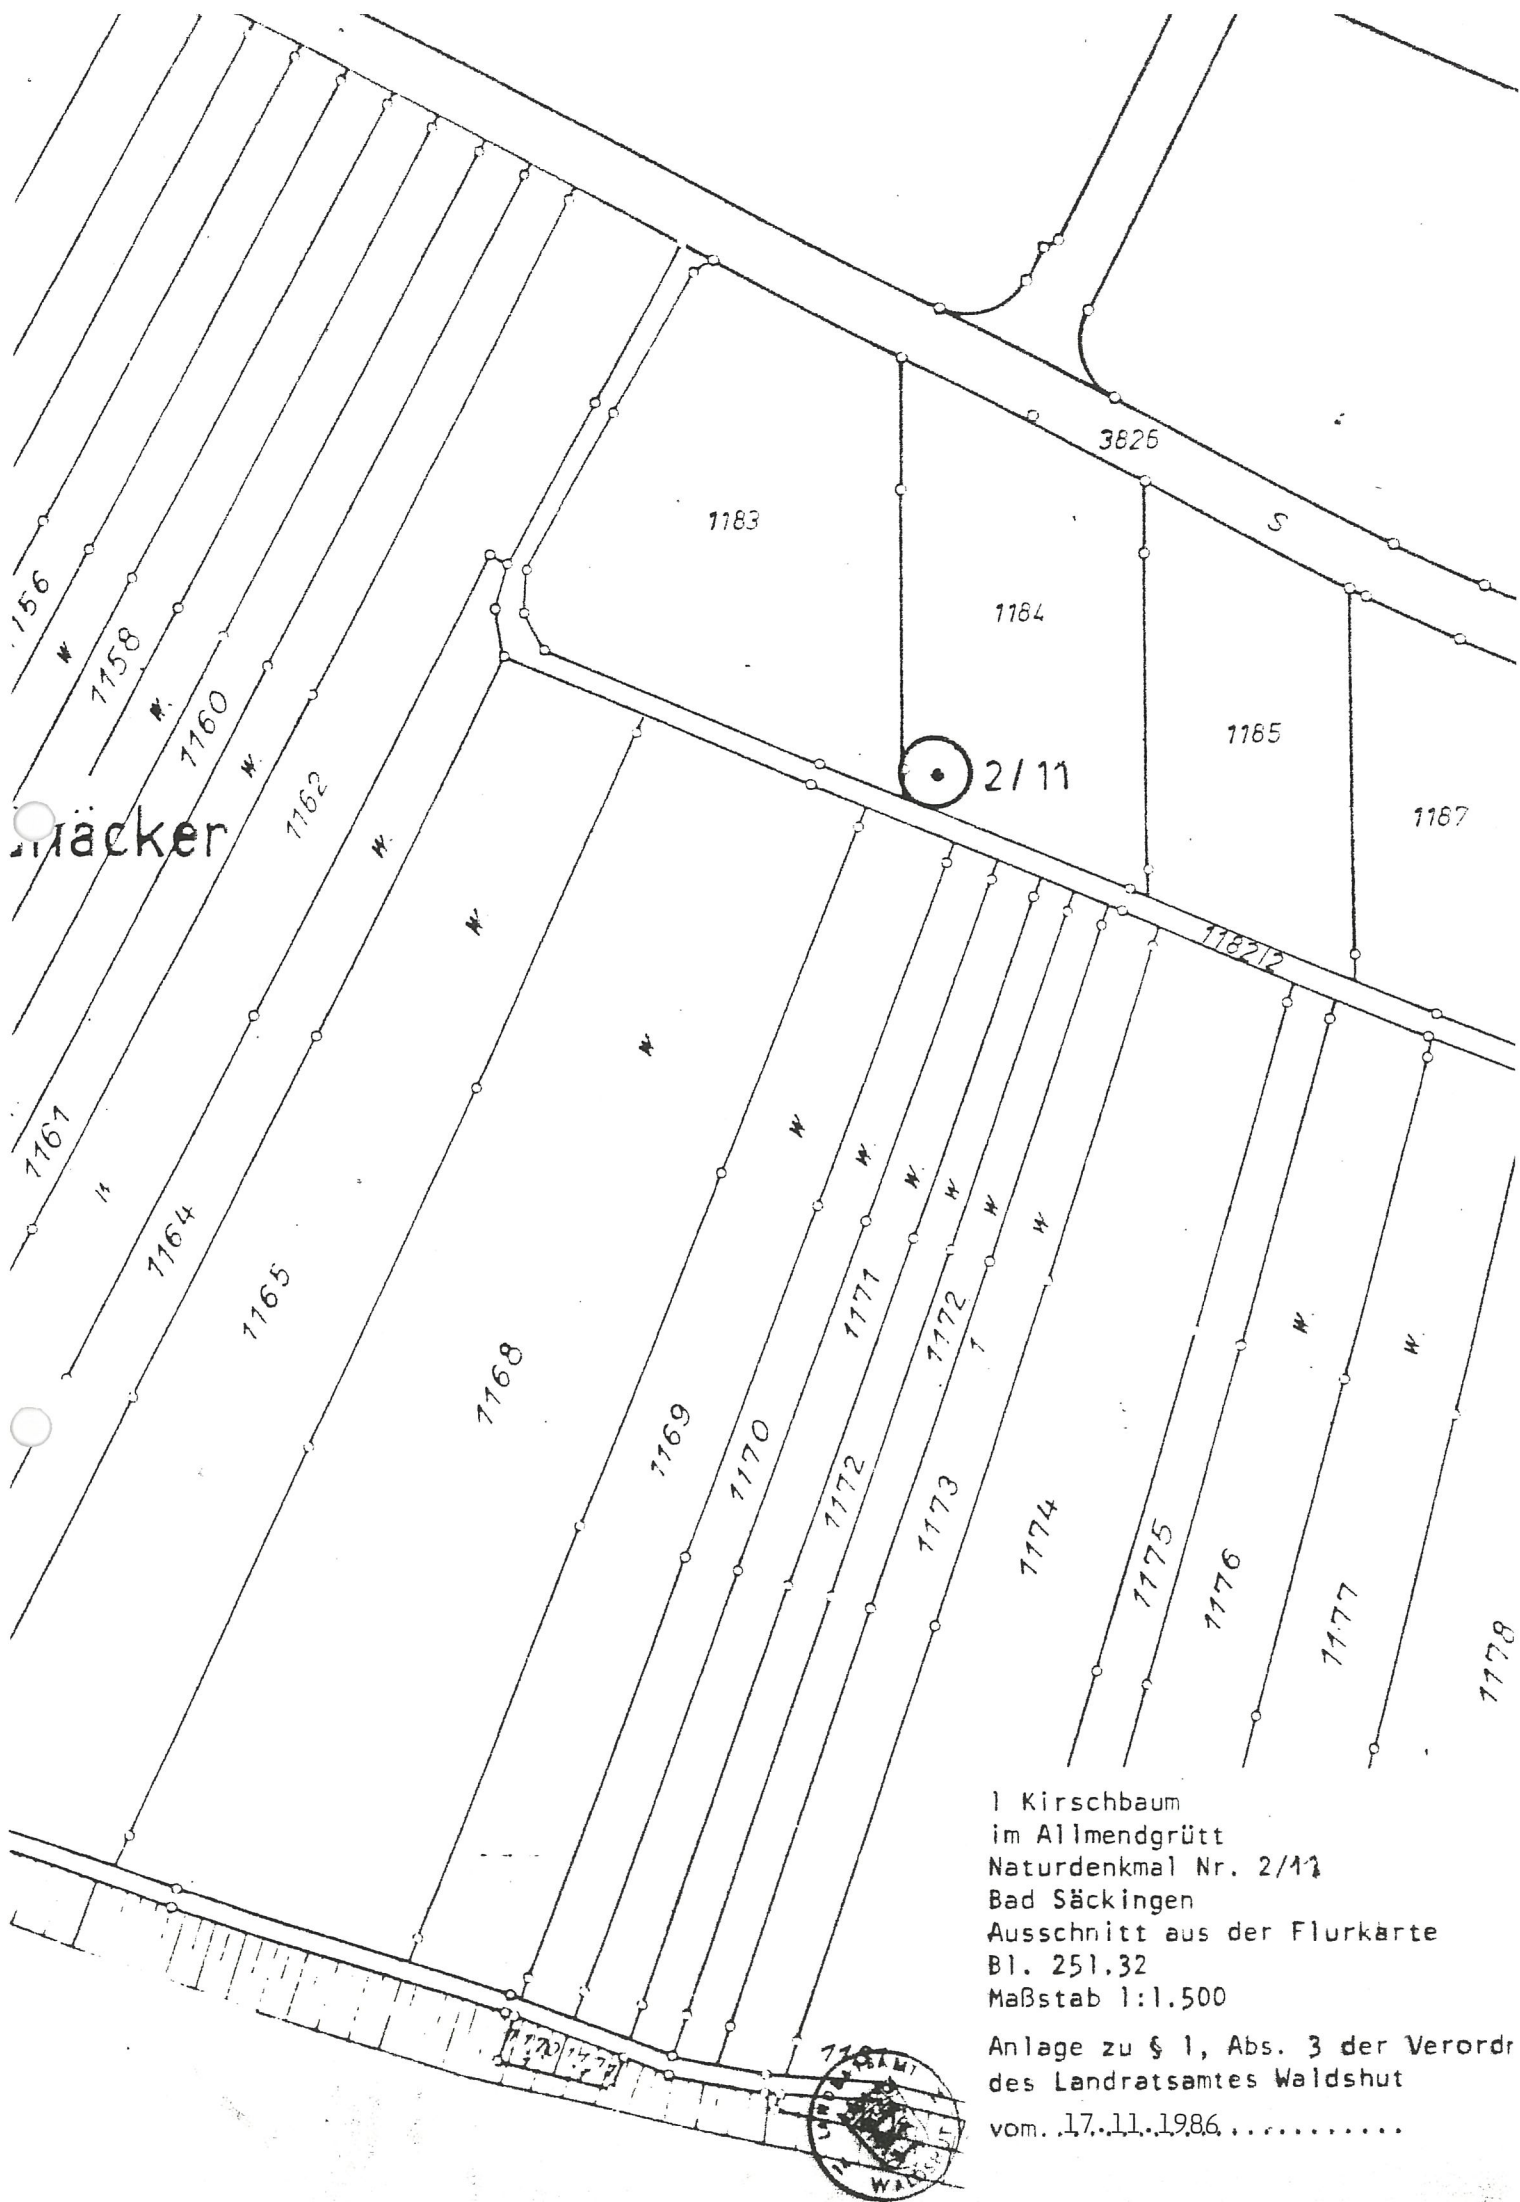 3826
S
1183
1184
1185
1187
2/11
1182/2
156
W.
1158
W.
1160
W.
1162
W.
äcker
W
W
1161
1164
1165
1168
W
W.
W.
W
W
W
1169
1170
1171
1172
1172
1
1173
1174
W.
W.
1175
1176
1177
1178
1 Kirschbaum
im Allmendgrütt
Naturdenkmal Nr. 2/11
Bad Säckingen
Ausschnitt aus der Flurkarte
Bl. 251.32
Maßstab 1:1.500
Anlage zu § 1, Abs. 3 der Verordn
des Landratsamtes Waldshut
vom..17.11.1986............
LANDRATSAMT
WALDSHUT